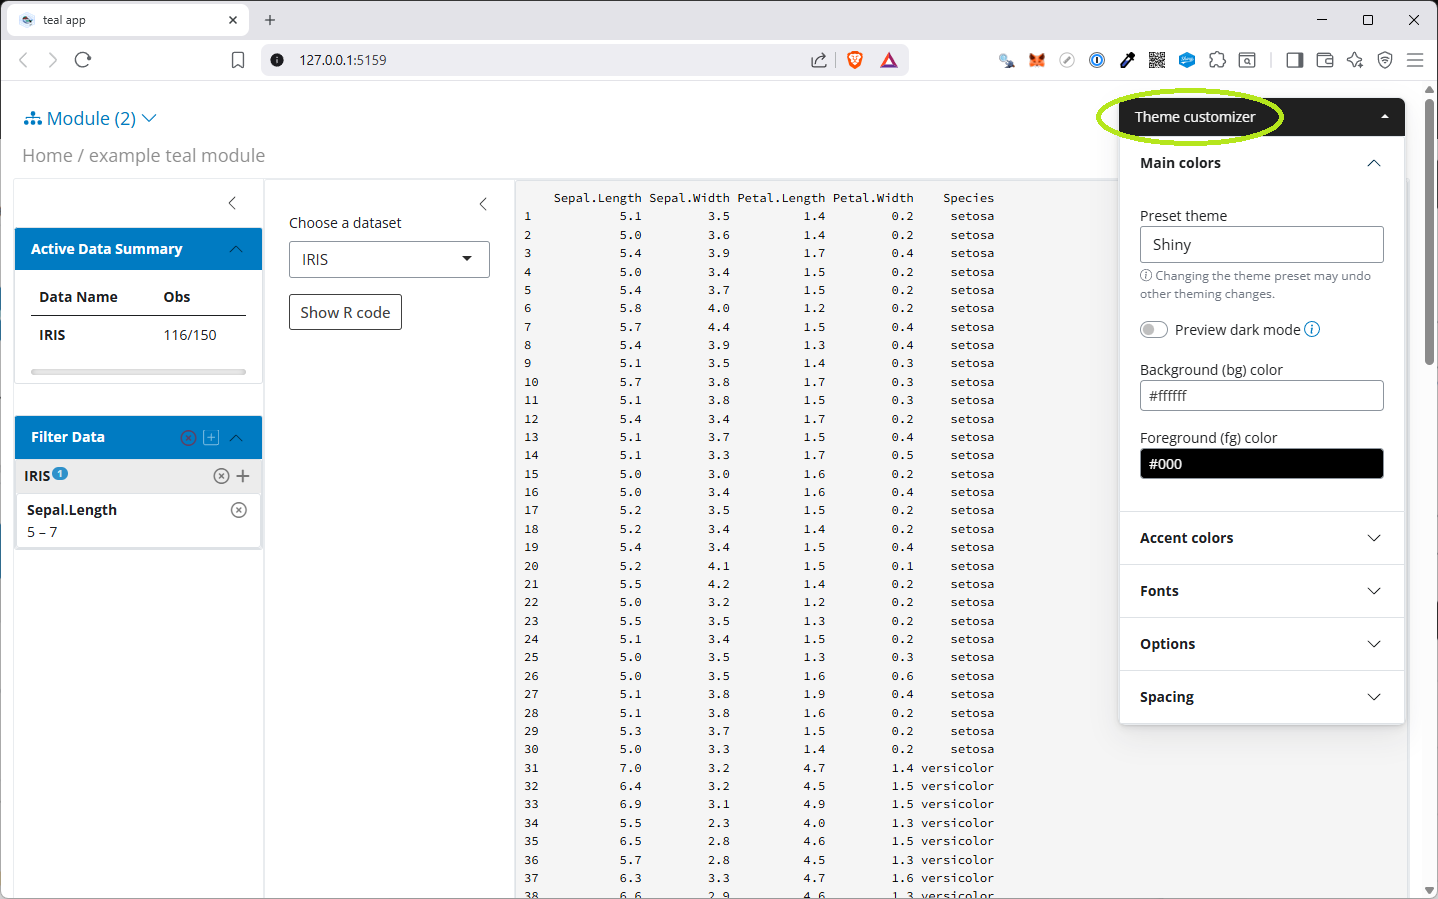 teal app
127.0.0.1:5159
Module (2)
Home / example teal module
Active Data Summary
Data Name Obs
IRIS 116/150
Filter Data
IRIS 1
Sepal.Length
5 – 7
Choose a dataset
IRIS
Show R code
Sepal.Length Sepal.Width Petal.Length Petal.Width Species
1 5.1 3.5 1.4 0.2 setosa
2 5.0 3.6 1.4 0.2 setosa
3 5.4 3.9 1.7 0.4 setosa
4 5.0 3.4 1.5 0.2 setosa
5 5.4 3.7 1.5 0.2 setosa
6 5.8 4.0 1.2 0.2 setosa
7 5.7 4.4 1.5 0.4 setosa
8 5.4 3.9 1.3 0.4 setosa
9 5.1 3.5 1.4 0.3 setosa
10 5.7 3.8 1.7 0.3 setosa
11 5.1 3.8 1.5 0.3 setosa
12 5.4 3.4 1.7 0.2 setosa
13 5.1 3.7 1.5 0.4 setosa
14 5.1 3.3 1.7 0.5 setosa
15 5.0 3.0 1.6 0.2 setosa
16 5.0 3.4 1.6 0.4 setosa
17 5.2 3.5 1.5 0.2 setosa
18 5.2 3.4 1.4 0.2 setosa
19 5.4 3.4 1.5 0.4 setosa
20 5.2 4.1 1.5 0.1 setosa
21 5.5 4.2 1.4 0.2 setosa
22 5.0 3.2 1.2 0.2 setosa
23 5.5 3.5 1.3 0.2 setosa
24 5.1 3.4 1.5 0.2 setosa
25 5.0 3.5 1.3 0.3 setosa
26 5.0 3.5 1.6 0.6 setosa
27 5.1 3.8 1.9 0.4 setosa
28 5.1 3.8 1.6 0.2 setosa
29 5.3 3.7 1.5 0.2 setosa
30 5.0 3.3 1.4 0.2 setosa
31 7.0 3.2 4.7 1.4 versicolor
32 6.4 3.2 4.5 1.5 versicolor
33 6.9 3.1 4.9 1.5 versicolor
34 5.5 2.3 4.0 1.3 versicolor
35 6.5 2.8 4.6 1.5 versicolor
36 5.7 2.8 4.5 1.3 versicolor
37 6.3 3.3 4.7 1.6 versicolor
38 6.6 2.9 4.6 1.3 versicolor
Theme customizer
Main colors
Preset theme
Shiny
Changing the theme preset may undo
other theming changes.
Preview dark mode
Background (bg) color
#ffffff
Foreground (fg) color
#000
Accent colors
Fonts
Options
Spacing